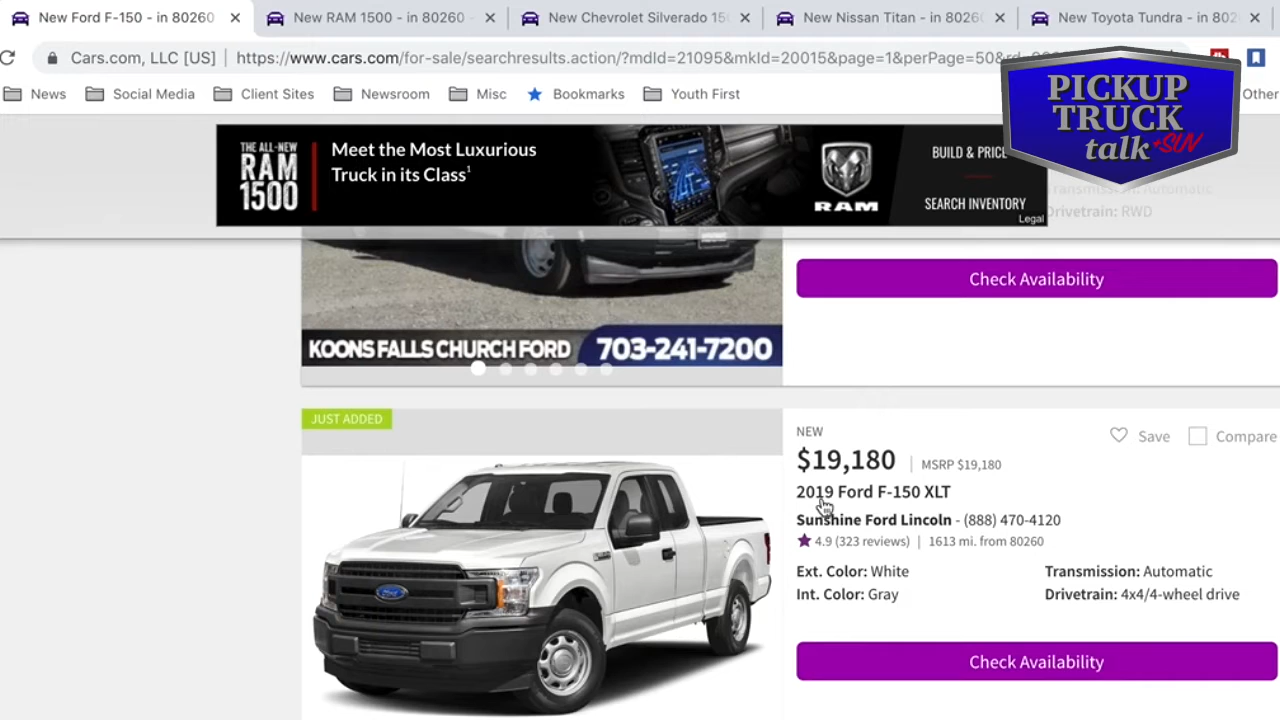 New Ford F-150 - in 80260
New RAM 1500 - in 80260
New Chevrolet Silverado 15
New Nissan Titan - in 8026
New Toyota Tundra - in 802
Cars.com, LLC [US] | https://www.cars.com/for-sale/searchresults.action/?mdId=21095&mkId=20015&page=1&perPage=50&rd
News
Social Media
Client Sites
Newsroom
Misc
Bookmarks
Youth First
Other
PICKUP
TRUCK
talk +SUV
THE ALL-NEW
RAM
1500
Meet the Most Luxurious
Truck in its Class1
RAM
BUILD & PRICE
SEARCH INVENTORY
Legal
Transmission: Automatic
Drivetrain: RWD
Check Availability
KOONS FALLS CHURCH FORD 703-241-7200
JUST ADDED
NEW
Save
Compare
$19,180 | MSRP $19,180
2019 Ford F-150 XLT
Sunshine Ford Lincoln - (888) 470-4120
4.9 (323 reviews) | 1613 mi. from 80260
Ext. Color: White
Transmission: Automatic
Int. Color: Gray
Drivetrain: 4x4/4-wheel drive
Check Availability